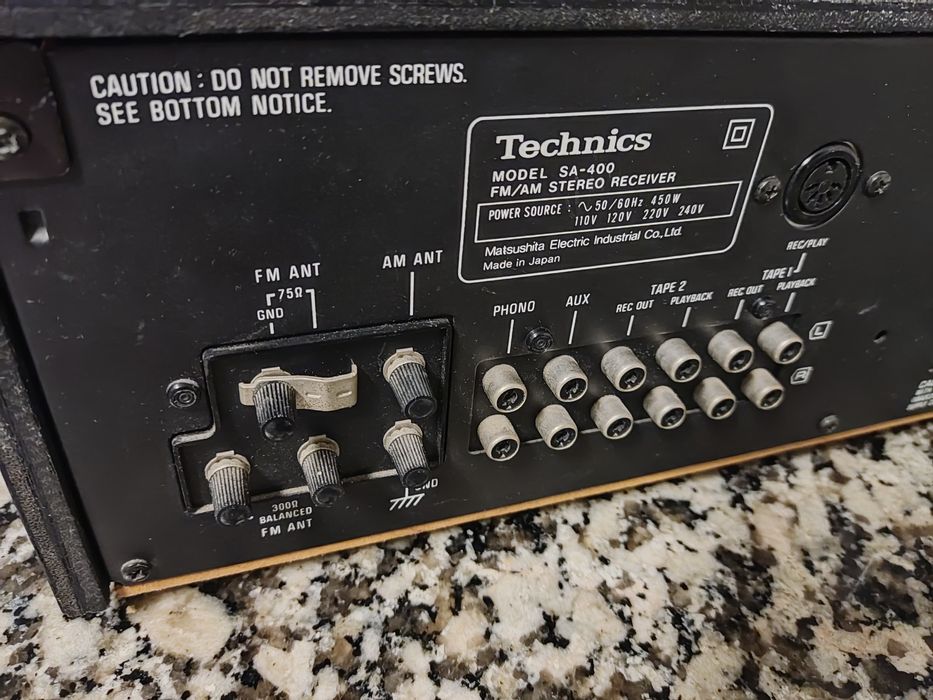 CAUTION : DO NOT REMOVE SCREWS.
SEE BOTTOM NOTICE.
Technics
MODEL SA-400
FM/AM STEREO RECEIVER
POWER SOURCE : ∿ 50/60Hz 450W
110V 120V 220V 240V
Matsushita Electric Industrial Co., Ltd.
Made in Japan
REC/PLAY
FM ANT
75Ω
GND
AM ANT
PHONO
AUX
TAPE 2
REC OUT
PLAYBACK
TAPE 1
REC OUT
PLAYBACK
L
R
GND
300Ω
BALANCED
FM ANT